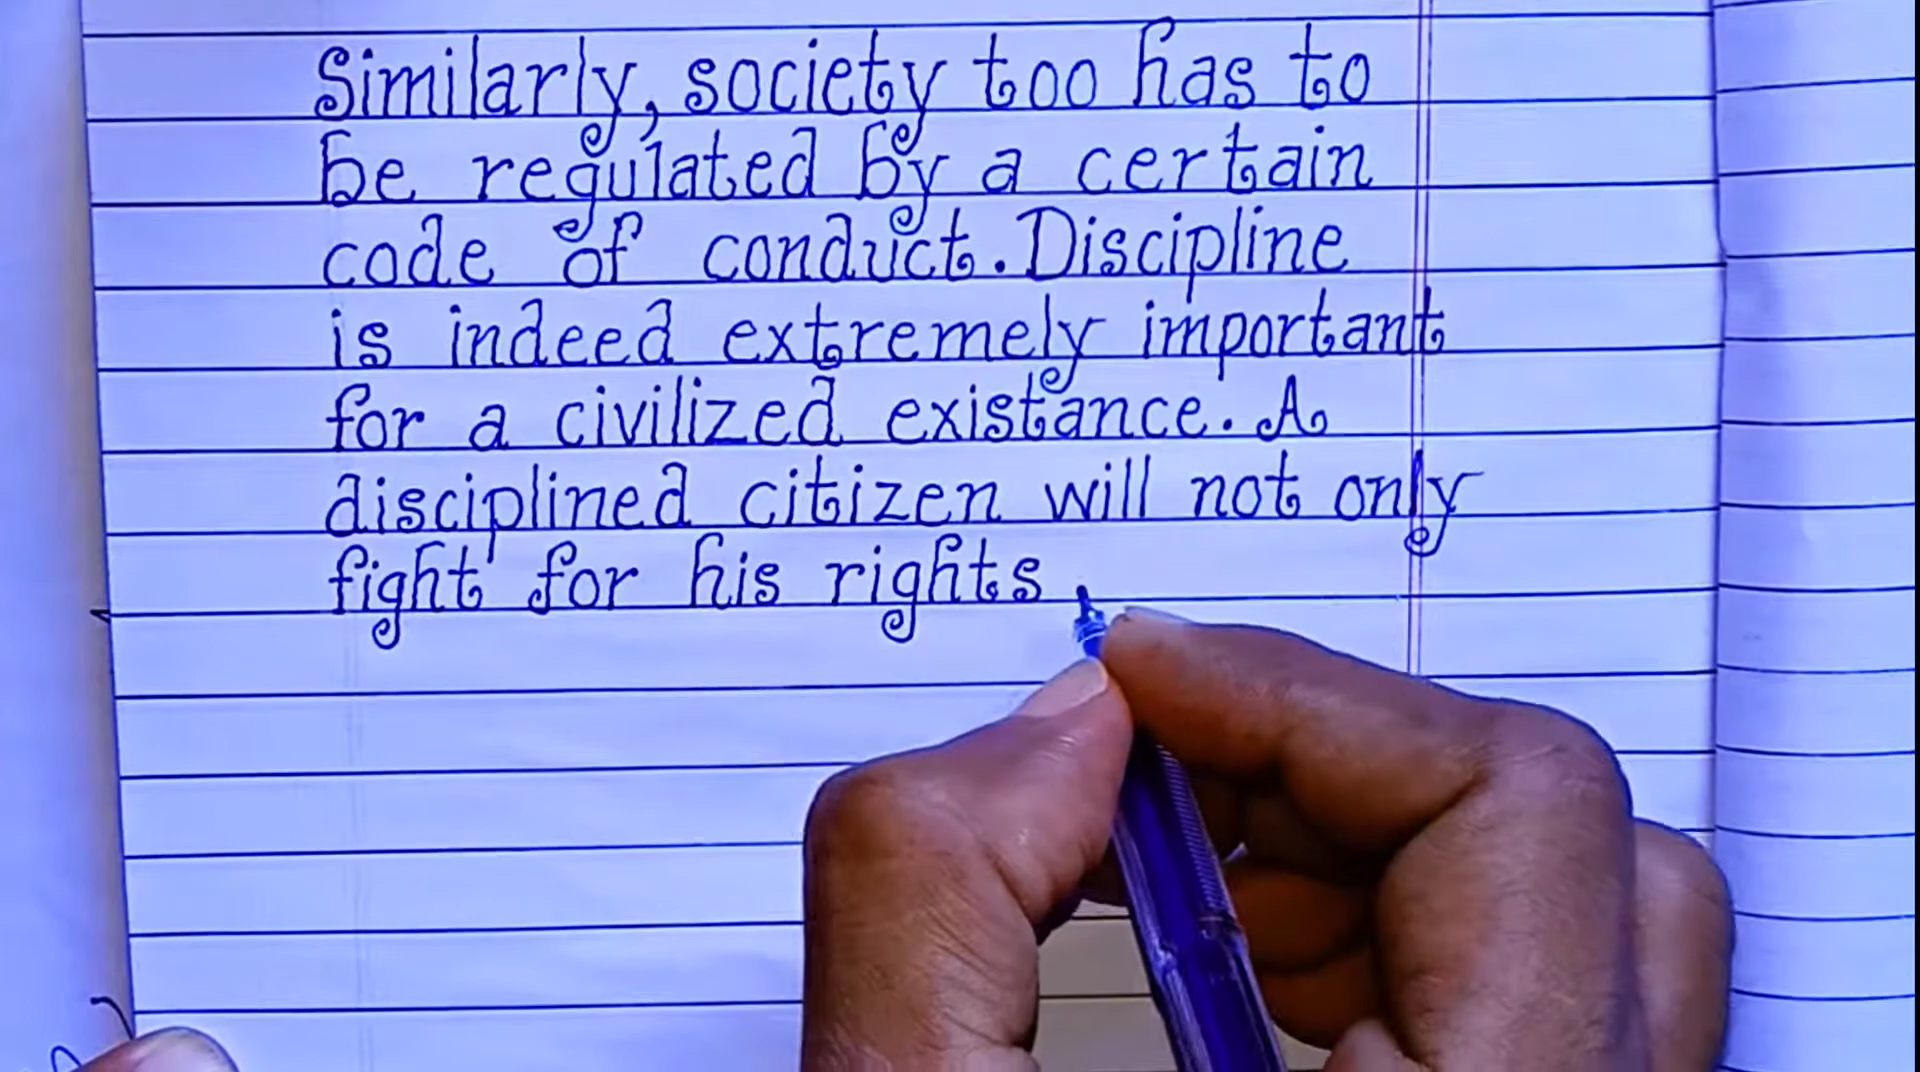 Similarly, society too has to
be regulated by a certain
code of conduct. Discipline
is indeed extremely important
for a civilized existance. A
disciplined citizen will not only
fight for his rights.